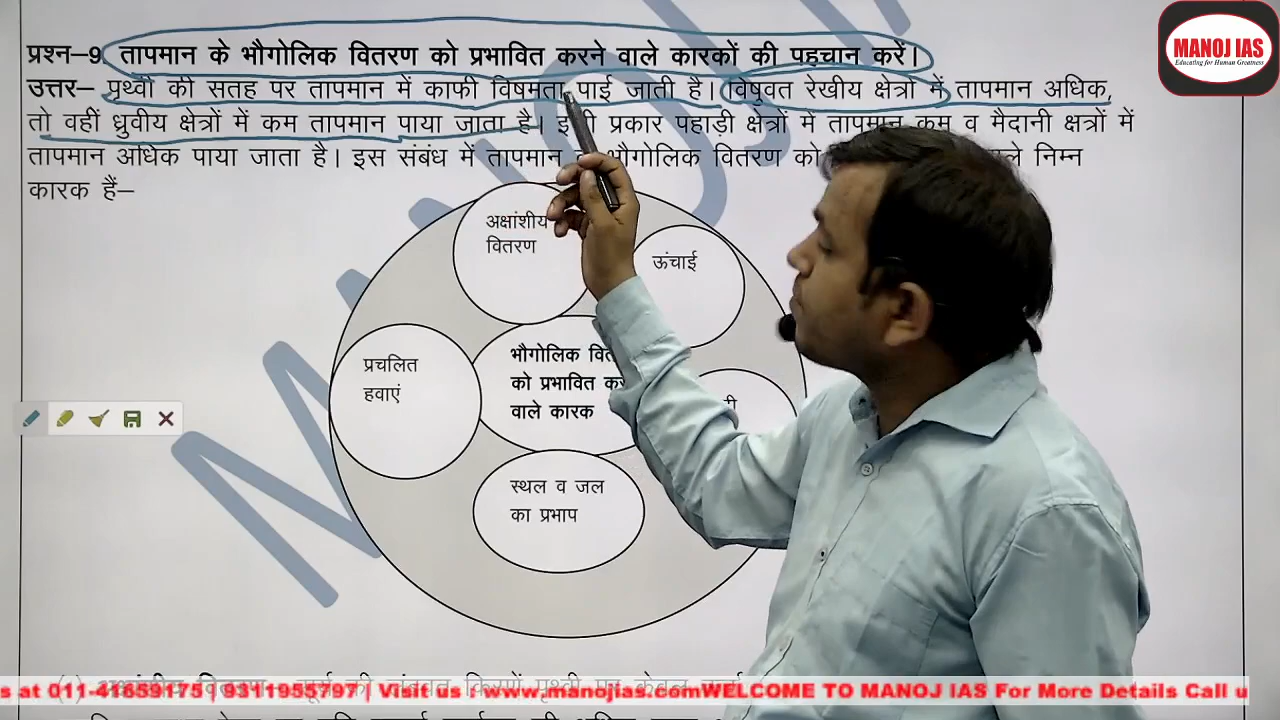 प्रश्न–9 तापमान के भौगोलिक वितरण को प्रभावित करने वाले कारकों की पहचान करें।
उत्तर– पृथ्वी की सतह पर तापमान में काफी विषमता पाई जाती है। विषुवत रेखीय क्षेत्रों में तापमान अधिक,
तो वहीं ध्रुवीय क्षेत्रों में कम तापमान पाया जाता है। प्रकार पहाड़ी क्षेत्रों में तापमान कम व मैदानी क्षत्रों में
तापमान अधिक पाया जाता है। इस संबंध में तापमान भौगोलिक वितरण को निम्न
कारक हैं–
अक्षांशीय
वितरण
ऊंचाई
प्रचलित
हवाएं
भौगोलिक
को प्रभावित
वाले कारक
स्थल व जल
का प्रभाप
MANOJ IAS
Educating for Human Greatness
s at 011-41659175 | 9311955797 | Visit us : www.manojias.comWELCOME TO MANOJ IAS For More Details Call u